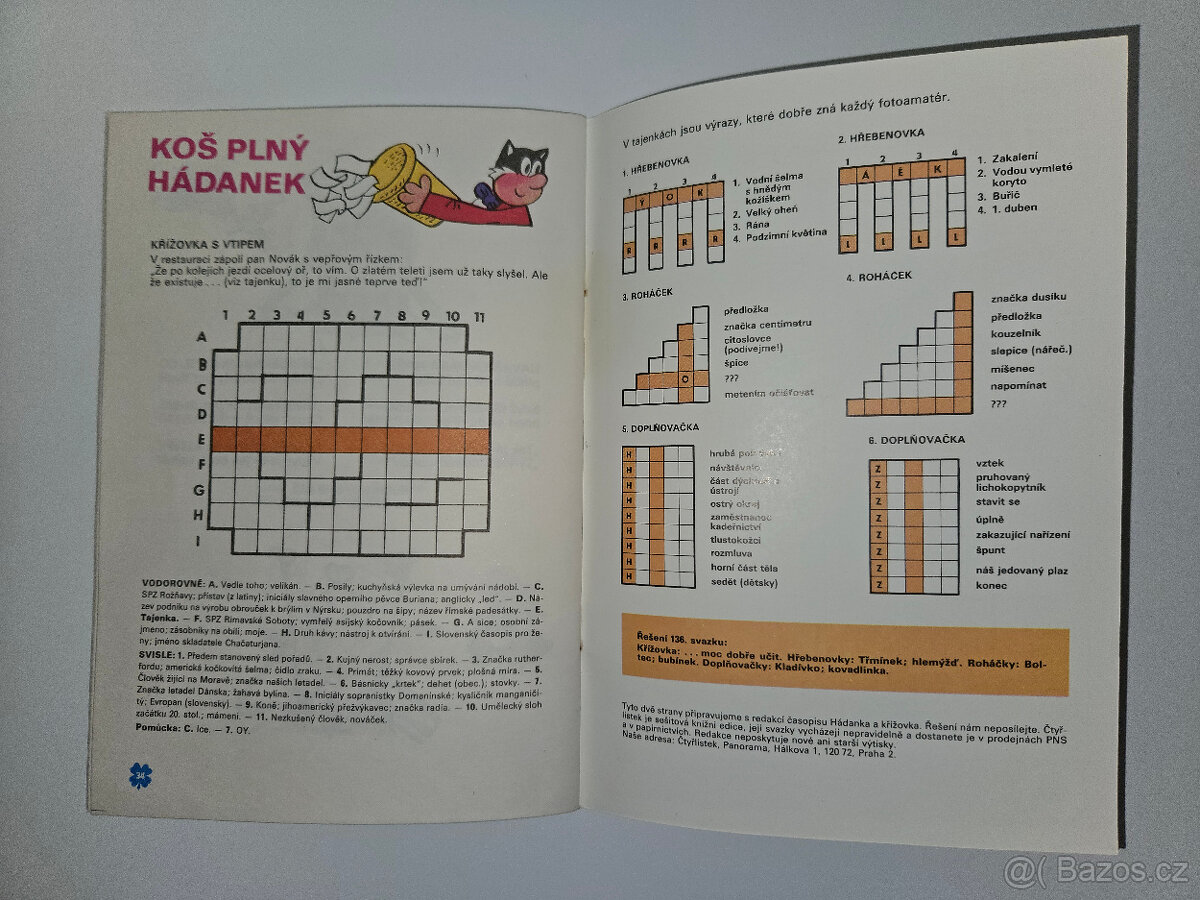 KOŠ PLNÝ
HÁDANEK
KŘÍŽOVKA S VTIPEM
V restauraci zápolí pan Novák s vepřovým řízkem:
„Že po kolejích jezdí ocelový oř, to vím. O zlatém teleti jsem už taky slyšel. Ale
že existuje . . . (viz tajenku), to je mi jasné teprve teď!"
1 2 3 4 5 6 7 8 9 10 11
A
B
C
D
E
F
G
H
I
VODOROVNĚ: A. Vedle toho; velikán. — B. Posily; kuchyňská výlevka na umývání nádobí. — C.
SPZ Rožňavy; přístav (z latiny); iniciály slavného operního pěvce Buriana; anglicky „led". — D. Ná-
zev podniku na výrobu obrouček k brýlím v Nýrsku; pouzdro na šípy; název římské padesátky. — E.
Tajenka. — F. SPZ Rimavské Soboty; vymřelý asijský kočovník; pásek. — G. A sice; osobní zá-
jmeno; zásobníky na obilí; moje. — H. Druh kávy; nástroj k otvírání. — I. Slovenský časopis pro že-
ny; jméno skladatele Chačaturjana.
SVISLE: 1. Předem stanovený sled pořadů. — 2. Kujný nerost; správce sbírek. — 3. Značka ruther-
fordu; americká kočkovitá šelma; čidlo zraku. — 4. Primát; těžký kovový prvek; plošná míra. — 5.
Člověk žijící na Moravě; značka našich letadel. — 6. Básnicky „krtek"; dehet (obec.); stovky. — 7.
Značka letadel Dánska; žahavá bylina. — 8. Iniciály sopranistky Domanínské; kyslíčník manganiči-
tý; Evropan (slovensky). — 9. Koně; jihoamerický přežvýkavec; značka radia. — 10. Umělecký sloh
začátku 20. stol.; mámení. — 11. Nezkušený člověk, nováček.
Pomůcka: C. Ice. — 7. OY.
34
V tajenkách jsou výrazy, které dobře zná každý fotoamatér.
1. HŘEBENOVKA
1 2 3 4
Ý O R
R R R R
1. Vodní šelma
s hnědým
kožíškem
2. Velký oheň
3. Rána
4. Podzimní květina
2. HŘEBENOVKA
1 2 3 4
Á E K
L L L L
1. Zakalení
2. Vodou vymleté
koryto
3. Buřič
4. 1. duben
3. ROHÁČEK
O
předložka
značka centimetru
citoslovce
(podívejme!)
špice
???
metením očišťovat
4. ROHÁČEK
značka dusíku
předložka
kouzelník
slepice (nářeč.)
míšenec
napomínat
???
5. DOPLŇOVAČKA
H
H
H
H
H
H
H
H
H
hrubá
návštěvalo
část
ústrojí
ostrý okraj
zaměstnanec
kadeřnictví
tlustokožci
rozmluva
horní část těla
sedět (dětsky)
6. DOPLŇOVAČKA
Z
Z
Z
Z
Z
Z
Z
Z
vztek
pruhovaný
lichokopytník
stavit se
úplně
zakazující nařízení
špunt
náš jedovaný plaz
konec
Řešení 136. svazku:
Křížovka: . . . moc dobře učit. Hřebenovky: Třmínek; hlemýžď. Roháčky: Bol-
tec; bubínek. Doplňovačky: Kladívko; kovadlinka.
Tyto dvě strany připravujeme s redakcí časopisu Hádanka a křížovka. Řešení nám neposílejte. Čtyř-
lístek je sešitová knižní edice, její svazky vycházejí nepravidelně a dostanete je v prodejnách PNS
a v papírnictvích. Redakce neposkytuje nové ani starší výtisky.
Naše adresa: Čtyřlístek, Panorama, Hálkova 1, 120 72, Praha 2.
@( Bazos.cz